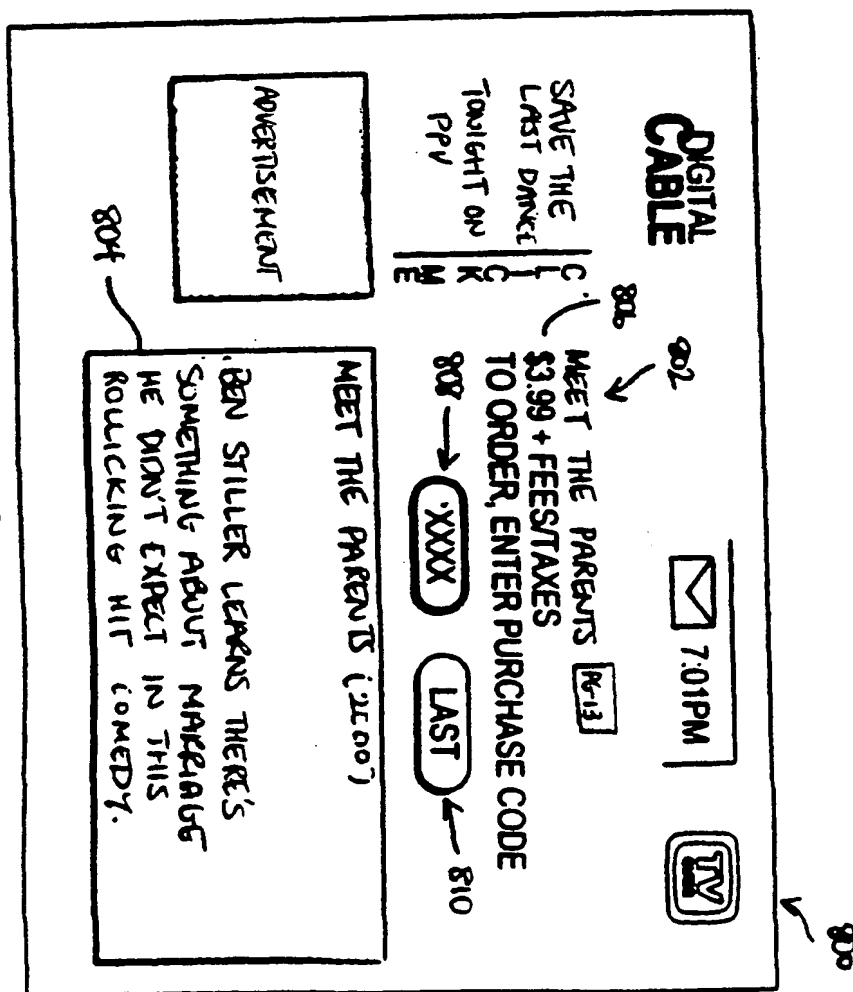 800
DIGITAL
CABLE
7:01PM
TV
SAVE THE
LAST DANCE
TONIGHT ON
PPV
CLICK ME
802
806
MEET THE PARENTS PG-13
$3.99 + FEES/TAXES
TO ORDER, ENTER PURCHASE CODE
808
XXXX
LAST
810
ADVERTISEMENT
804
MEET THE PARENTS (2000)
BEN STILLER LEARNS THERE'S
SOMETHING ABOUT MARRIAGE
HE DIDN'T EXPECT IN THIS
ROLLICKING HIT COMEDY.